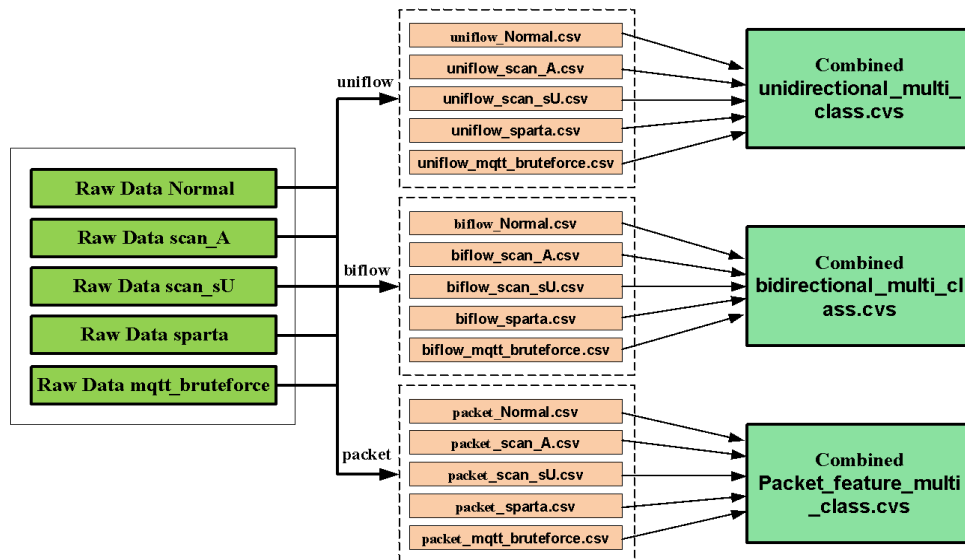 Raw Data Normal
Raw Data scan_A
Raw Data scan_sU
Raw Data sparta
Raw Data mqtt_bruteforce
uniflow
biflow
packet
uniflow_Normal.csv
uniflow_scan_A.csv
uniflow_scan_sU.csv
uniflow_sparta.csv
uniflow_mqtt_bruteforce.csv
biflow_Normal.csv
biflow_scan_A.csv
biflow_scan_sU.csv
biflow_sparta.csv
biflow_mqtt_bruteforce.csv
packet_Normal.csv
packet_scan_A.csv
packet_scan_sU.csv
packet_sparta.csv
packet_mqtt_bruteforce.csv
Combined
unidirectional_multi_
class.cvs
Combined
bidirectional_multi_cl
ass.cvs
Combined
Packet_feature_multi
_class.cvs